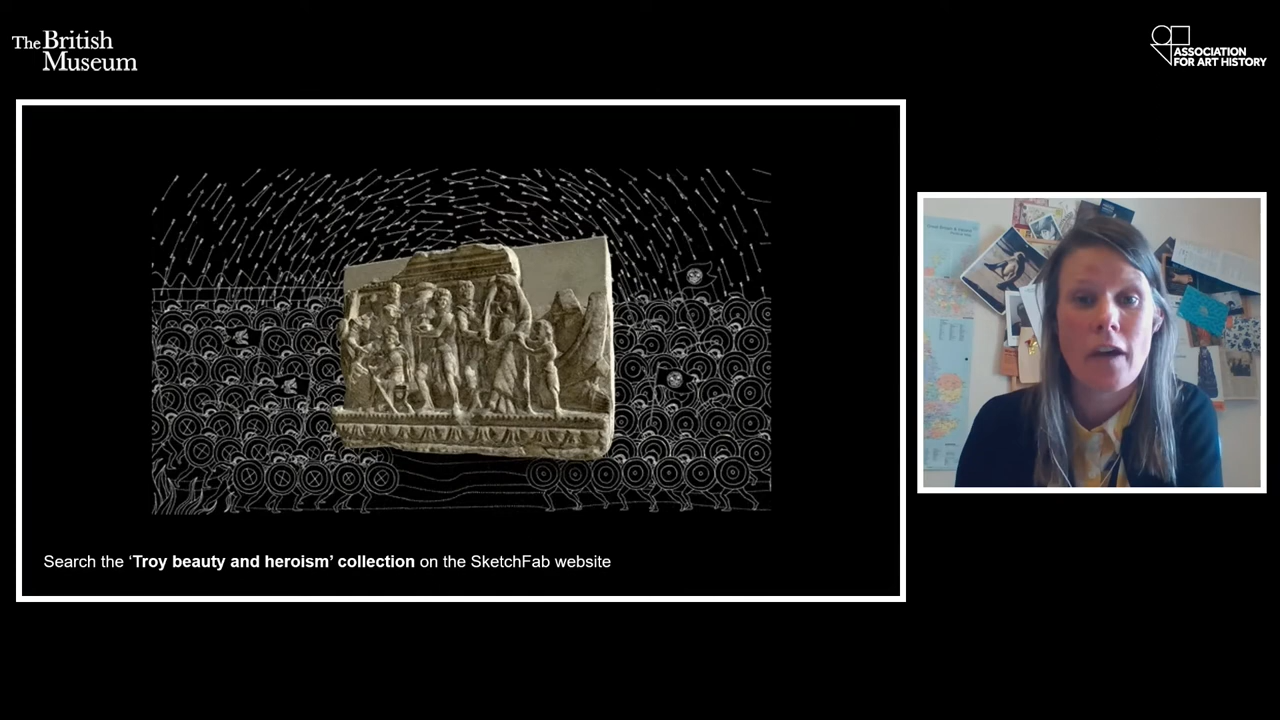 The British
Museum
ASSOCIATION
FOR ART HISTORY
Search the ‘Troy beauty and heroism’ collection on the SketchFab website